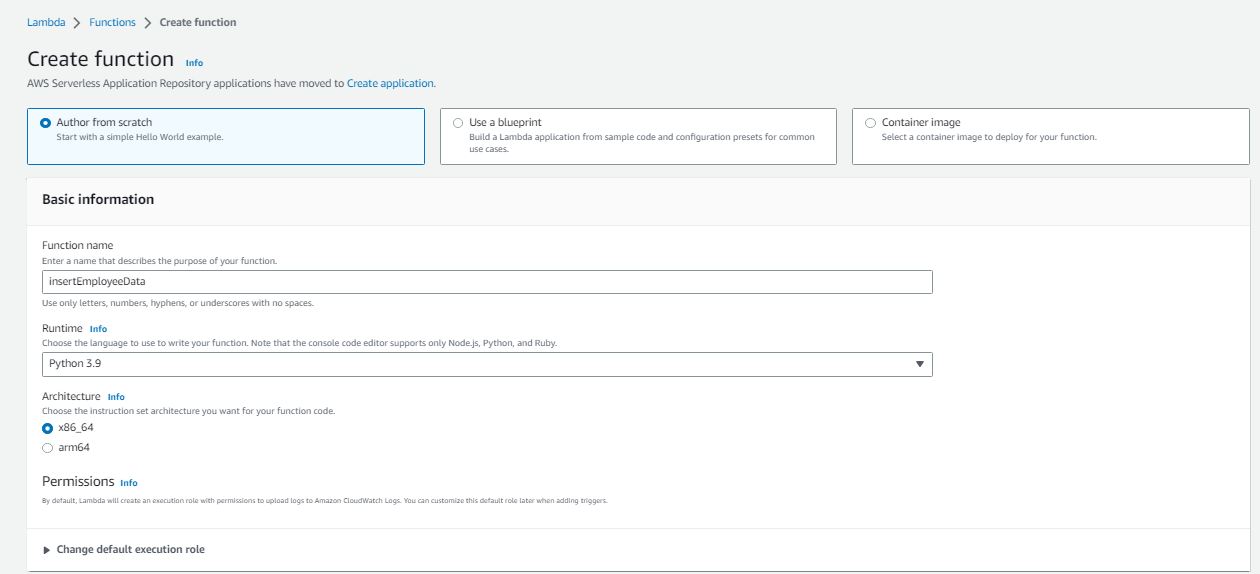 Lambda > Functions > Create function
Create function Info
AWS Serverless Application Repository applications have moved to Create application.
Author from scratch
Start with a simple Hello World example.
Use a blueprint
Build a Lambda application from sample code and configuration presets for common
use cases.
Container image
Select a container image to deploy for your function.
Basic information
Function name
Enter a name that describes the purpose of your function.
insertEmployeeData
Use only letters, numbers, hyphens, or underscores with no spaces.
Runtime Info
Choose the language to use to write your function. Note that the console code editor supports only Node.js, Python, and Ruby.
Python 3.9
Architecture Info
Choose the instruction set architecture you want for your function code.
x86_64
arm64
Permissions Info
By default, Lambda will create an execution role with permissions to upload logs to Amazon CloudWatch Logs. You can customize this default role later when adding triggers.
Change default execution role